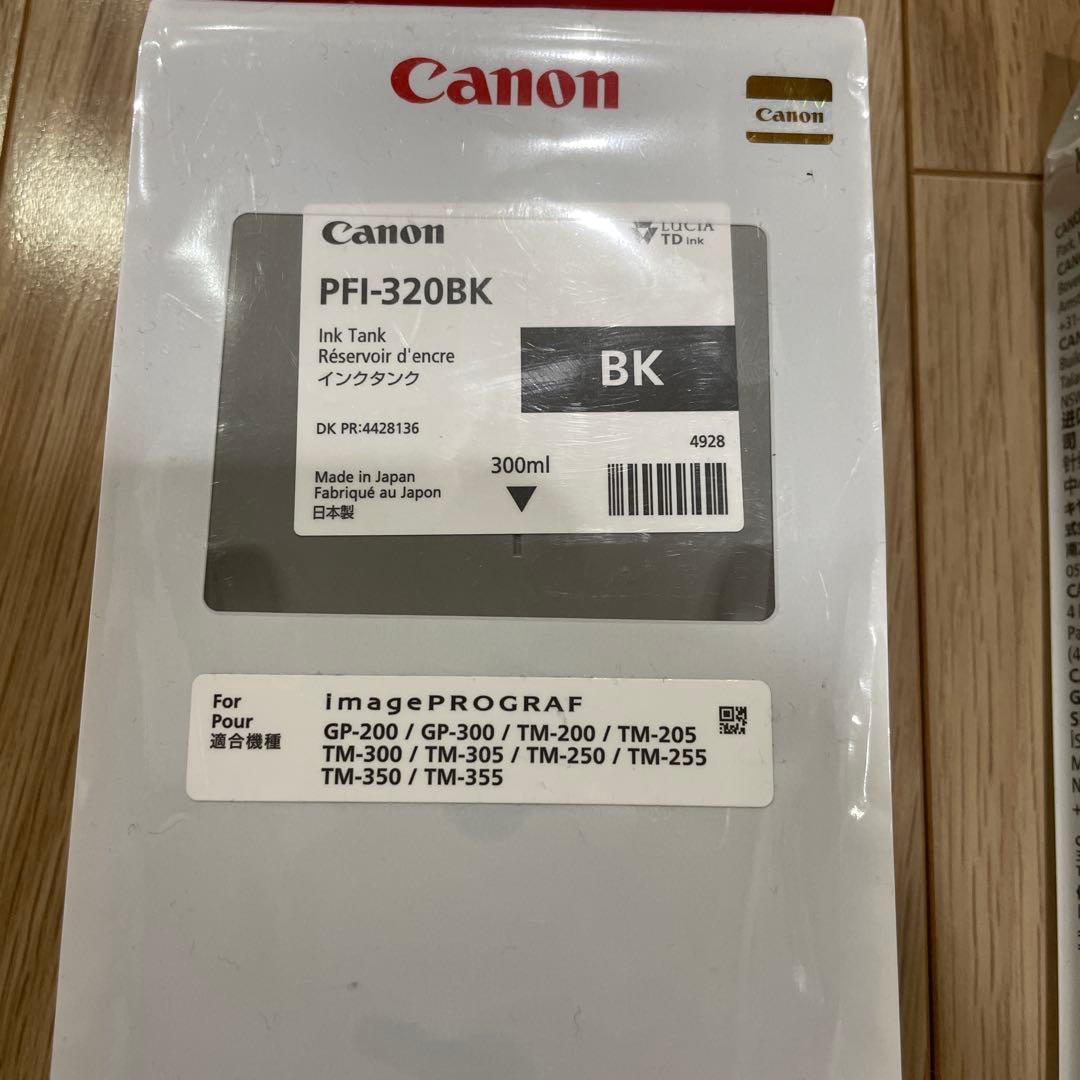 Canon
Canon
Canon
LUCIA
TD ink
PFI-320BK
Ink Tank
Réservoir d'encre
インクタンク
BK
DK PR:4428136
4928
300ml
Made in Japan
Fabriqué au Japon
日本製
For
Pour
適合機種
imagePROGRAF
GP-200 / GP-300 / TM-200 / TM-205
TM-300 / TM-305 / TM-250 / TM-255
TM-350 / TM-355